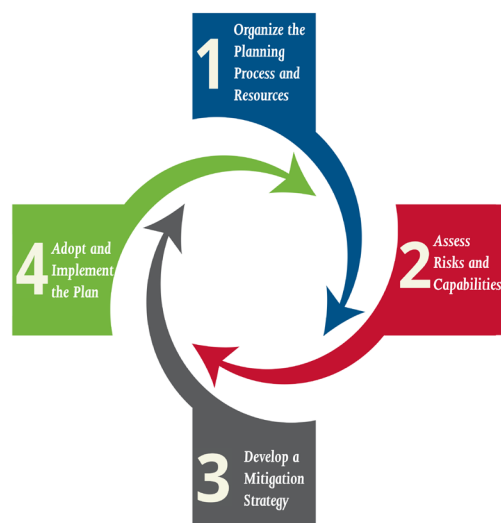 1
Organize the
Planning
Process and
Resources
2
Assess
Risks and
Capabilities
3
Develop a
Mitigation
Strategy
4
Adopt and
Implement
the Plan